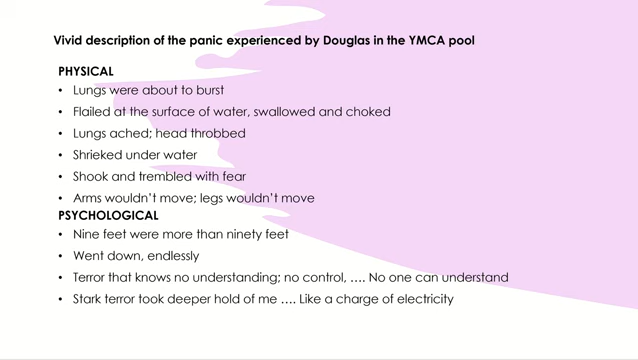 Vivid description of the panic experienced by Douglas in the YMCA pool
PHYSICAL
• Lungs were about to burst
• Flailed at the surface of water, swallowed and choked
• Lungs ached; head throbbed
• Shrieked under water
• Shook and trembled with fear
• Arms wouldn't move; legs wouldn't move
PSYCHOLOGICAL
• Nine feet were more than ninety feet
• Went down, endlessly
• Terror that knows no understanding; no control, …. No one can understand
• Stark terror took deeper hold of me …. Like a charge of electricity